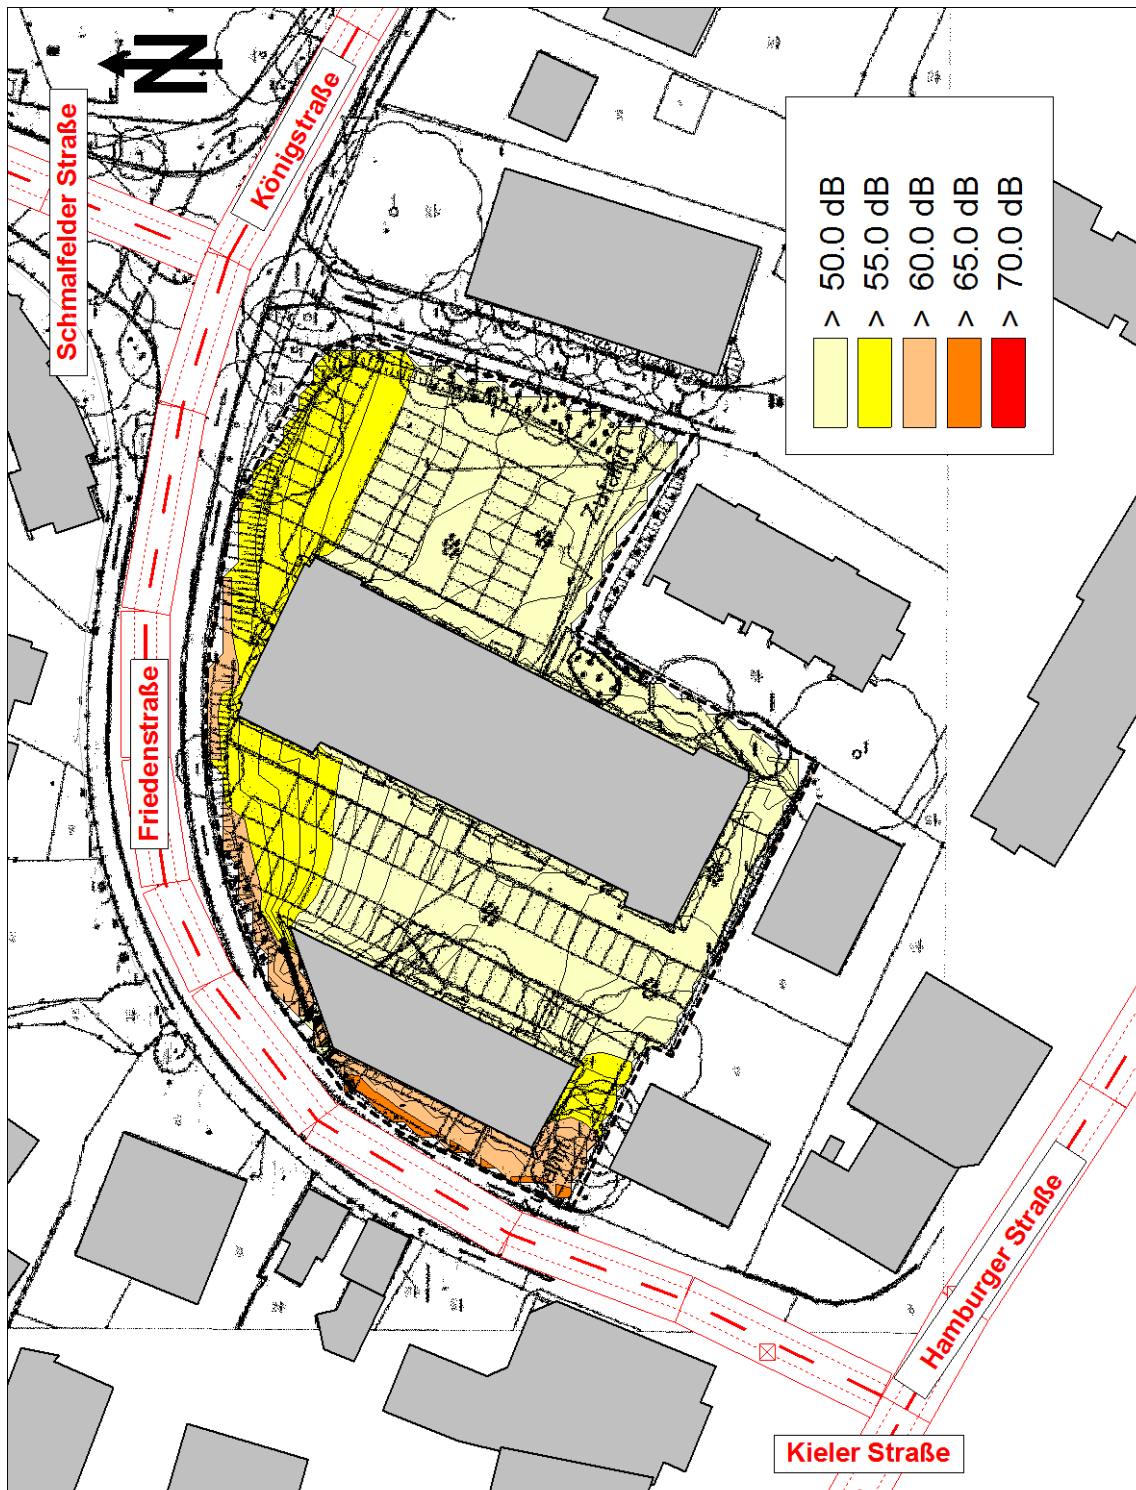 N
Schmalfelder Straße
Königstraße
Friedenstraße
> 50.0 dB
> 55.0 dB
> 60.0 dB
> 65.0 dB
> 70.0 dB
Zufahrt
Hamburger Straße
Kieler Straße